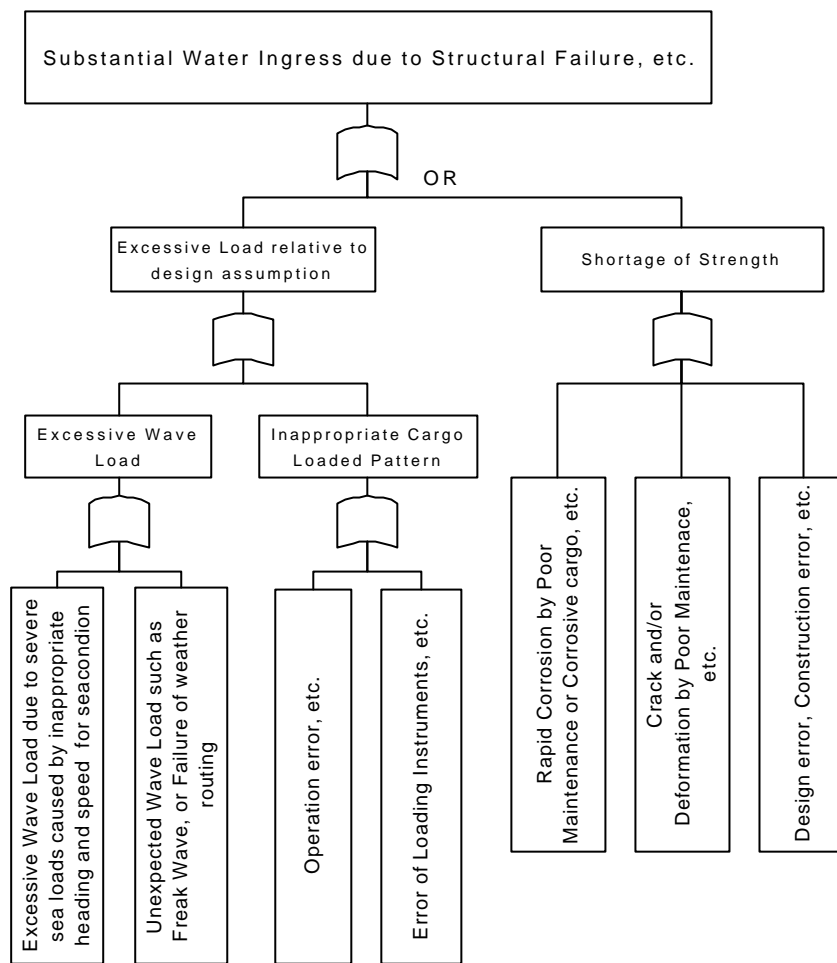 Substantial Water Ingress due to Structural Failure, etc.
OR
Excessive Load relative to
design assumption
Shortage of Strength
Excessive Wave
Load
Inappropriate Cargo
Loaded Pattern
Excessive Wave Load due to severe
sea loads caused by inappropriate
heading and speed for seacondion
Unexpected Wave Load such as
Freak Wave, or Failure of weather
routing
Operation error, etc.
Error of Loading Instruments, etc.
Rapid Corrosion by Poor
Maintenance or Corrosive cargo, etc.
Crack and/or
Deformation by Poor Maintenace,
etc.
Design error, Construction error, etc.